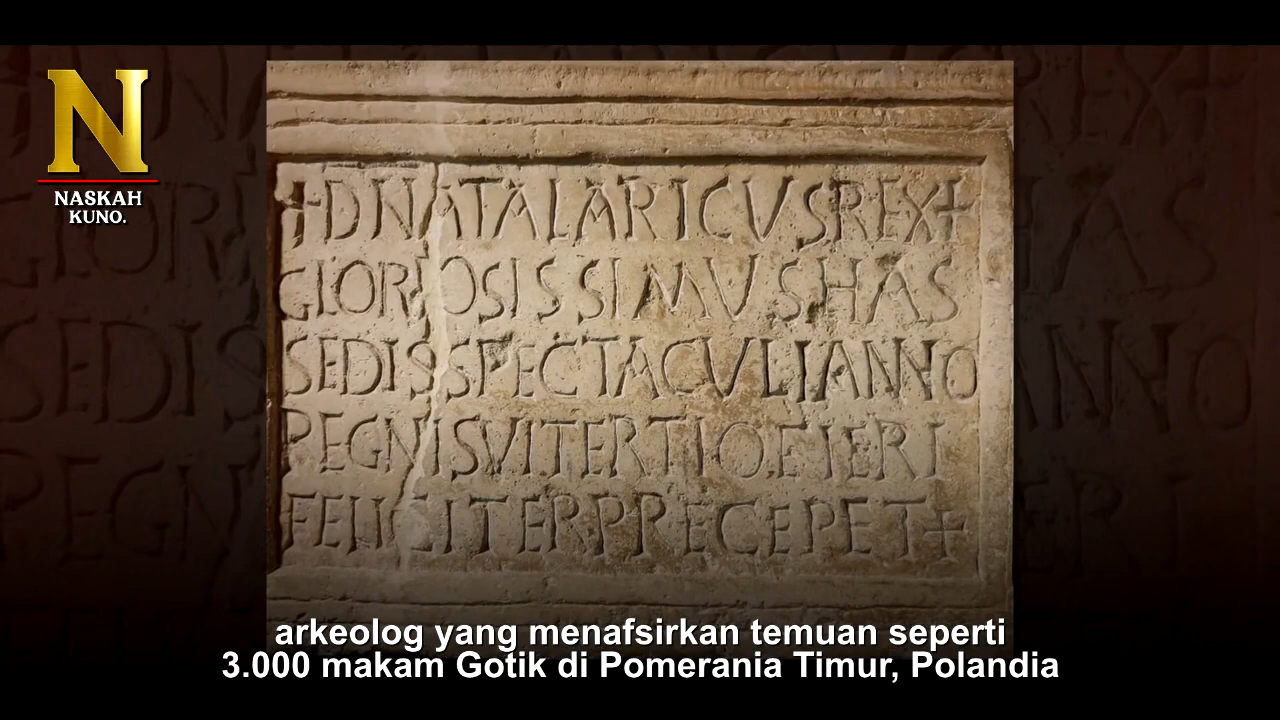 N
NASKAH
KUNO.
+ D N ATALARICVS REX +
GLORIOSISSIMVS HAS
SEDIS SPECTACVLI ANNO
REGNI SVI TERTIO FIERI
FELICITER PRECEPET +
arkeolog yang menafsirkan temuan seperti
3.000 makam Gotik di Pomerania Timur, Polandia